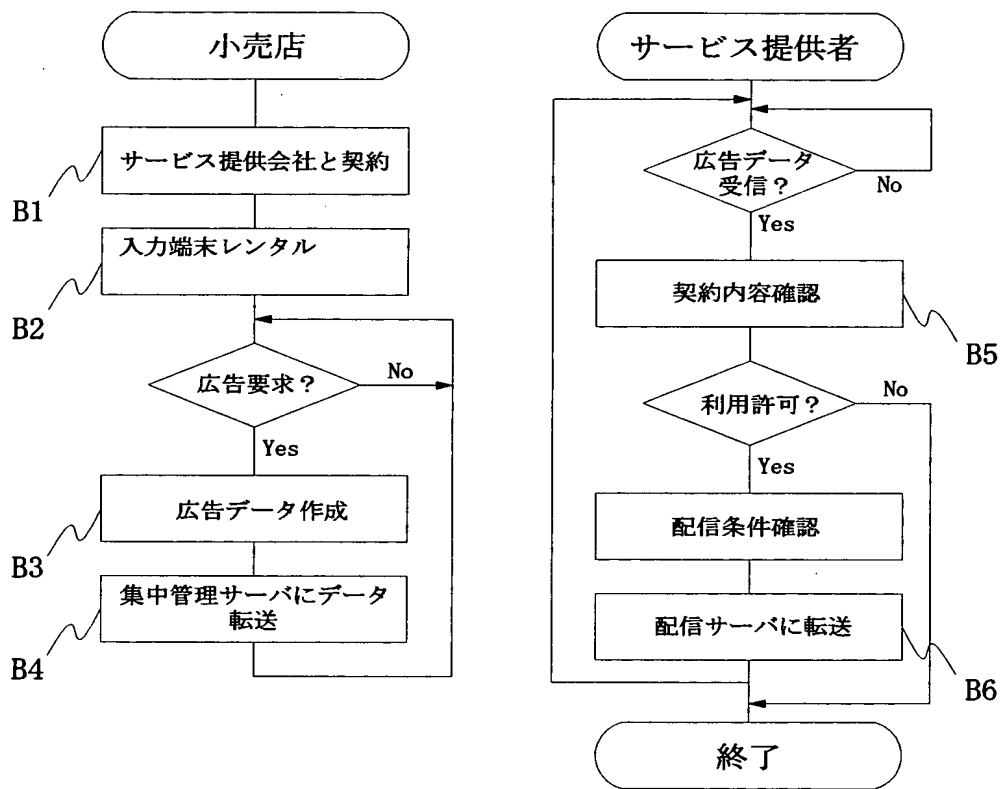 小売店
サービス提供会社と契約
B1
入力端末レンタル
B2
広告要求？
No
Yes
広告データ作成
B3
集中管理サーバにデータ
転送
B4
サービス提供者
広告データ
受信？
No
Yes
契約内容確認
B5
利用許可？
No
Yes
配信条件確認
配信サーバに転送
B6
終了